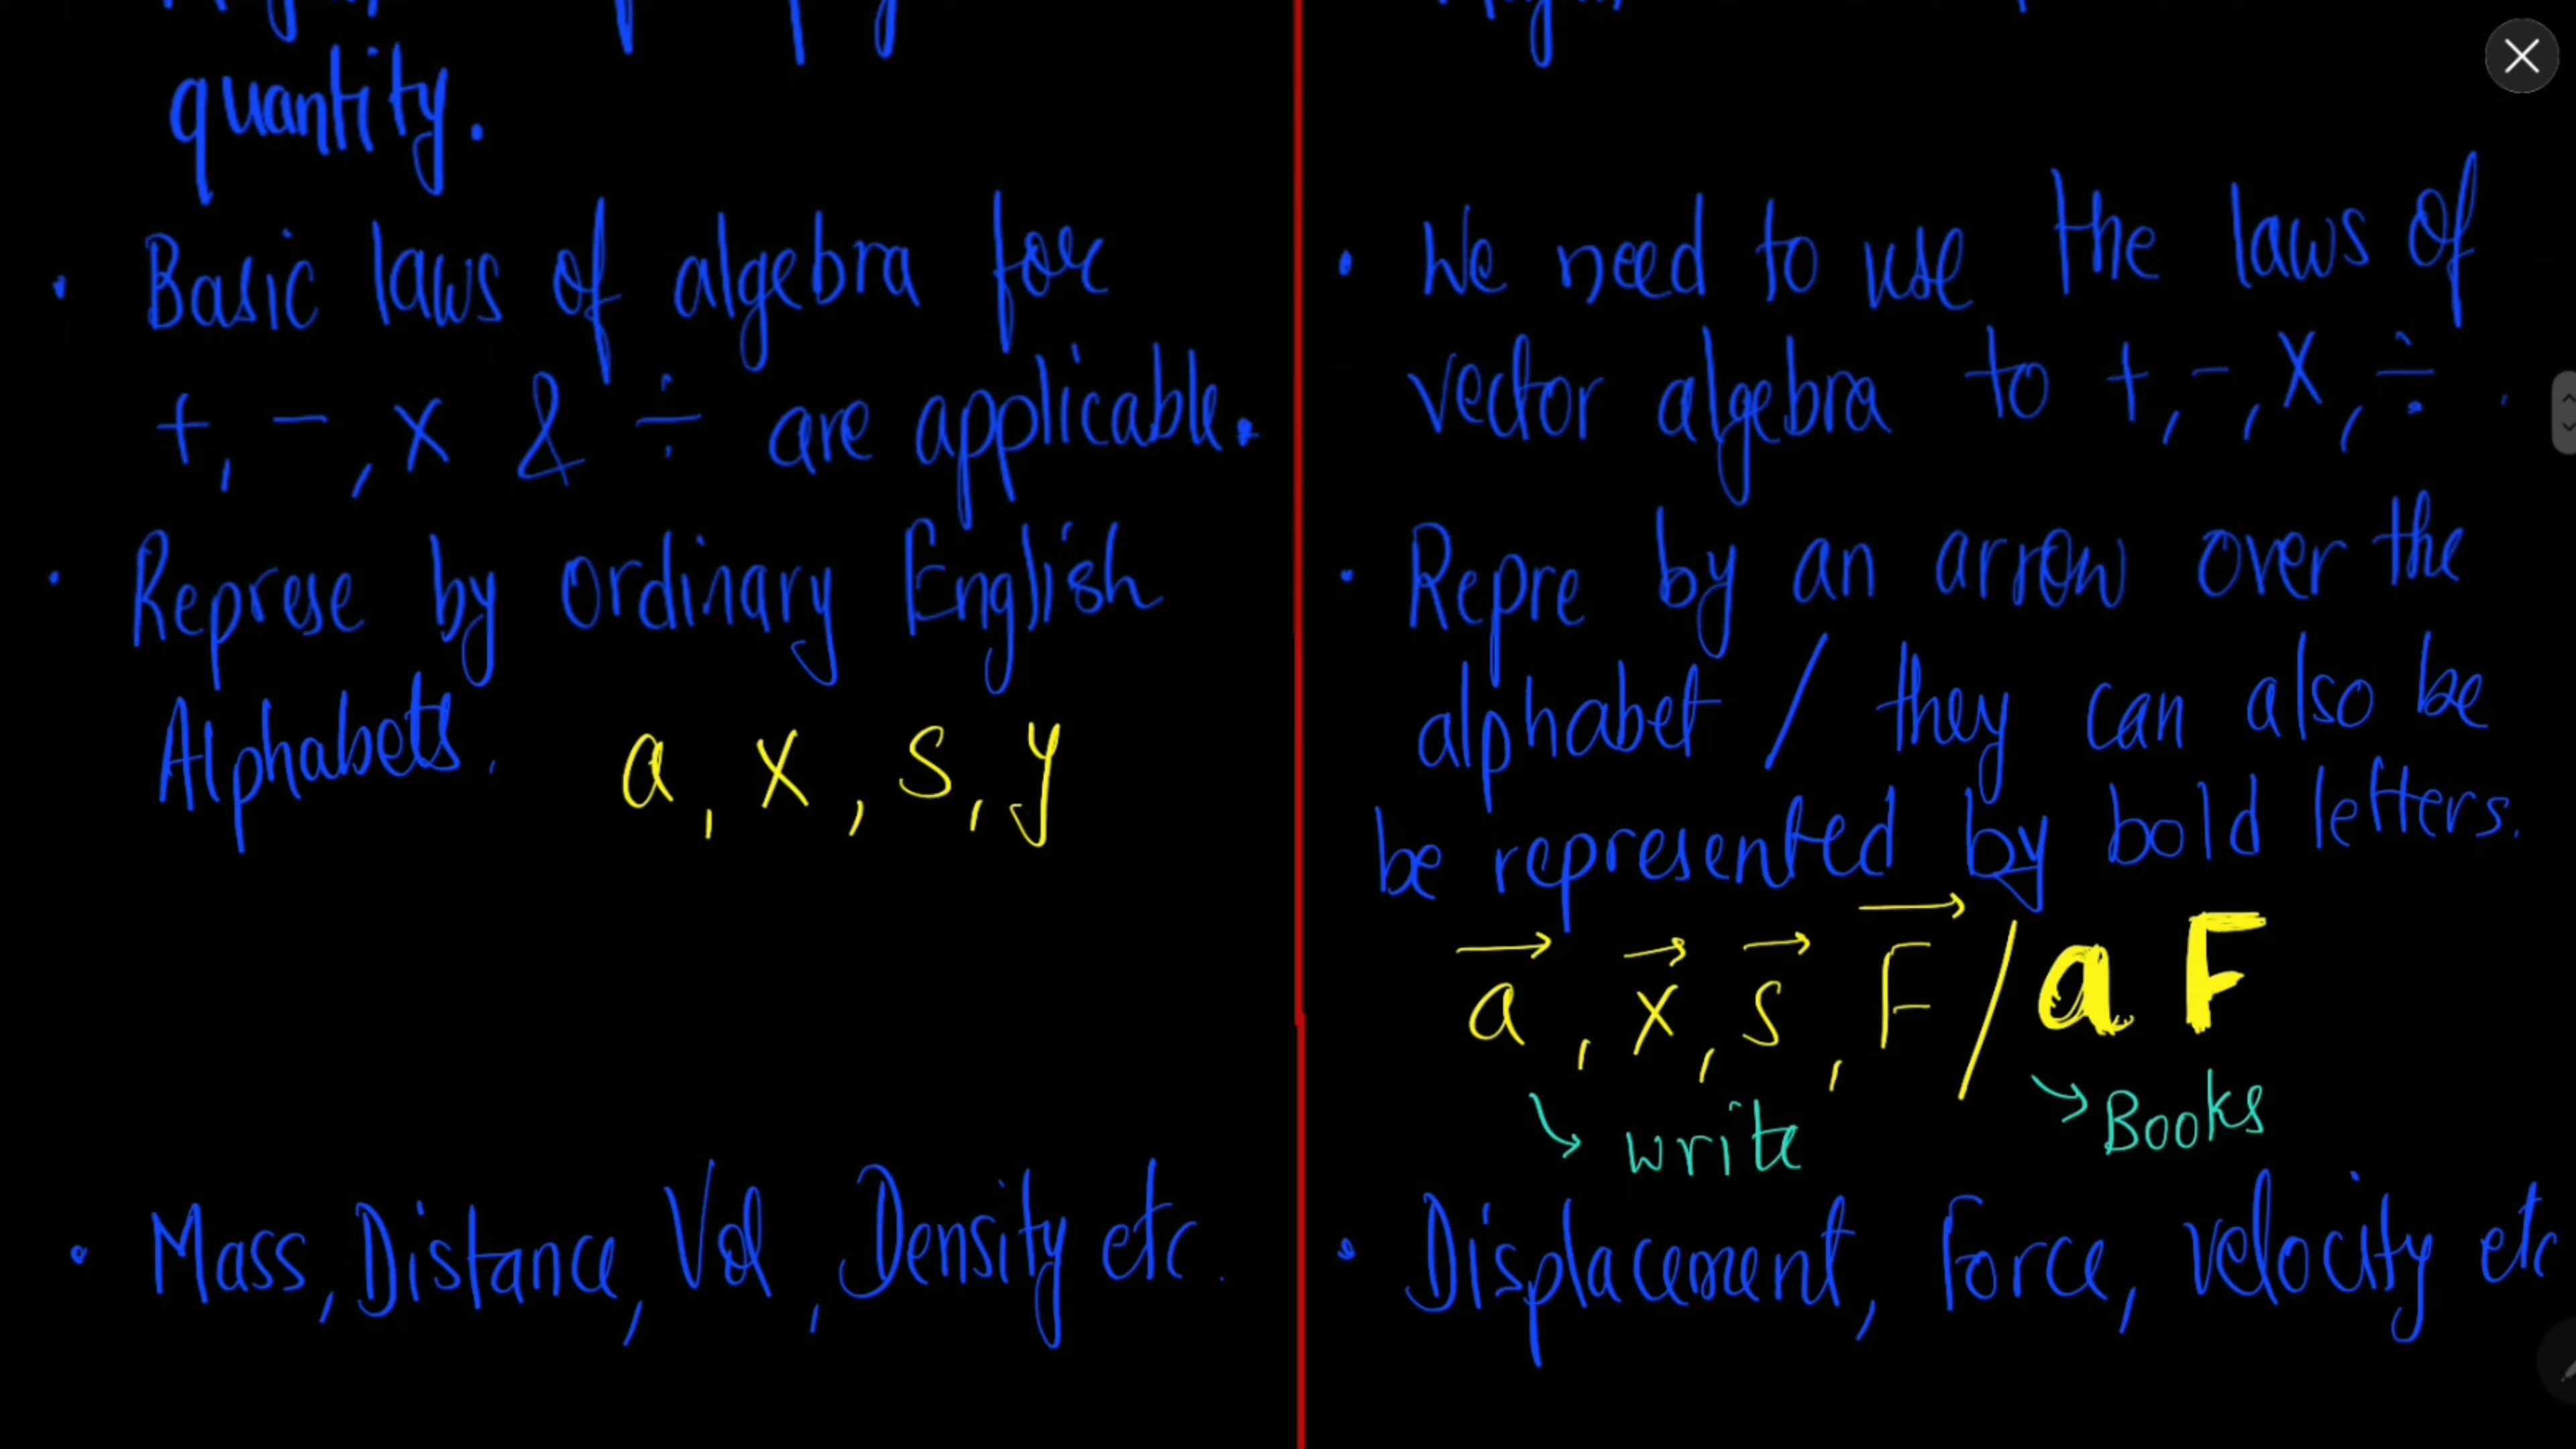 quantity.
• Basic laws of algebra for
+, -, x & ÷ are applicable.
• Represe by ordinary English
Alphabets. a, x, s, y
• Mass, Distance, Vol, Density etc.
• We need to use the laws of
vector algebra to +, -, x, ÷.
• Repre by an arrow over the
alphabet / they can also be
be represented by bold letters.
a⃗, x⃗, s⃗, F⃗ / a F
↘ write ↘ Books
• Displacement, Force, velocity etc